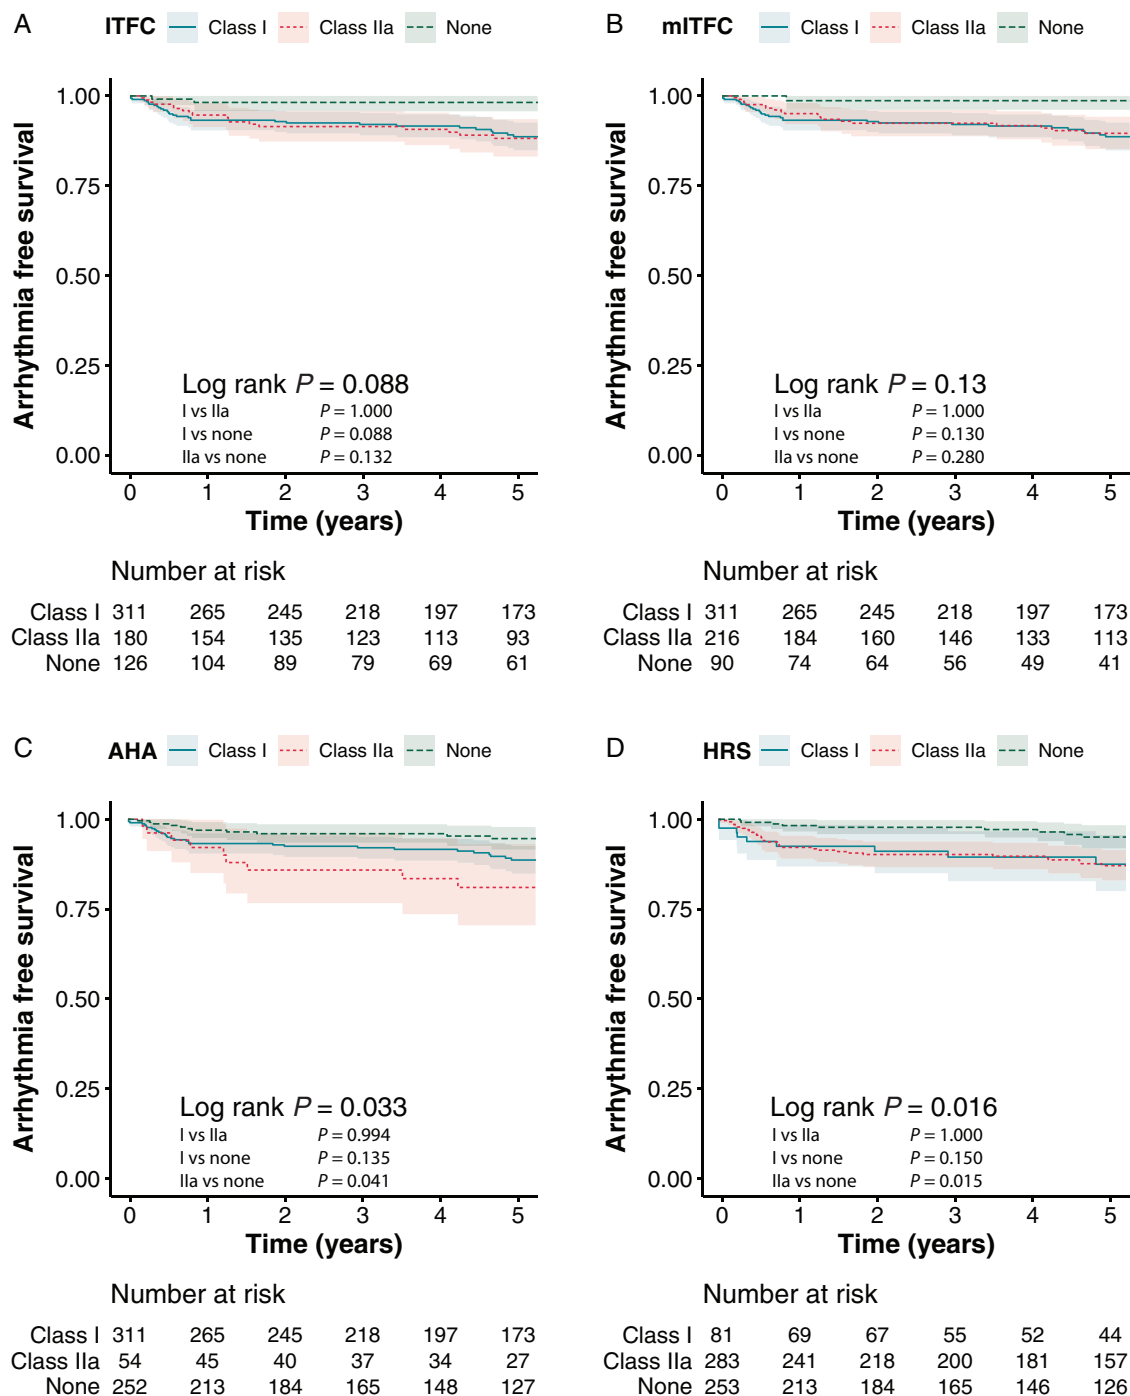 A ITFC Class I Class IIa None
Arrhythmia free survival
1.00
0.75
0.50
0.25
0.00
Log rank P = 0.088
I vs IIa P = 1.000
I vs none P = 0.088
IIa vs none P = 0.132
0 1 2 3 4 5
Time (years)
Number at risk
Class I 311 265 245 218 197 173
Class IIa 180 154 135 123 113 93
None 126 104 89 79 69 61
B mITFC Class I Class IIa None
Arrhythmia free survival
1.00
0.75
0.50
0.25
0.00
Log rank P = 0.13
I vs IIa P = 1.000
I vs none P = 0.130
IIa vs none P = 0.280
0 1 2 3 4 5
Time (years)
Number at risk
Class I 311 265 245 218 197 173
Class IIa 216 184 160 146 133 113
None 90 74 64 56 49 41
C AHA Class I Class IIa None
Arrhythmia free survival
1.00
0.75
0.50
0.25
0.00
Log rank P = 0.033
I vs IIa P = 0.994
I vs none P = 0.135
IIa vs none P = 0.041
0 1 2 3 4 5
Time (years)
Number at risk
Class I 311 265 245 218 197 173
Class IIa 54 45 40 37 34 27
None 252 213 184 165 148 127
D HRS Class I Class IIa None
Arrhythmia free survival
1.00
0.75
0.50
0.25
0.00
Log rank P = 0.016
I vs IIa P = 1.000
I vs none P = 0.150
IIa vs none P = 0.015
0 1 2 3 4 5
Time (years)
Number at risk
Class I 81 69 67 55 52 44
Class IIa 283 241 218 200 181 157
None 253 213 184 165 146 126